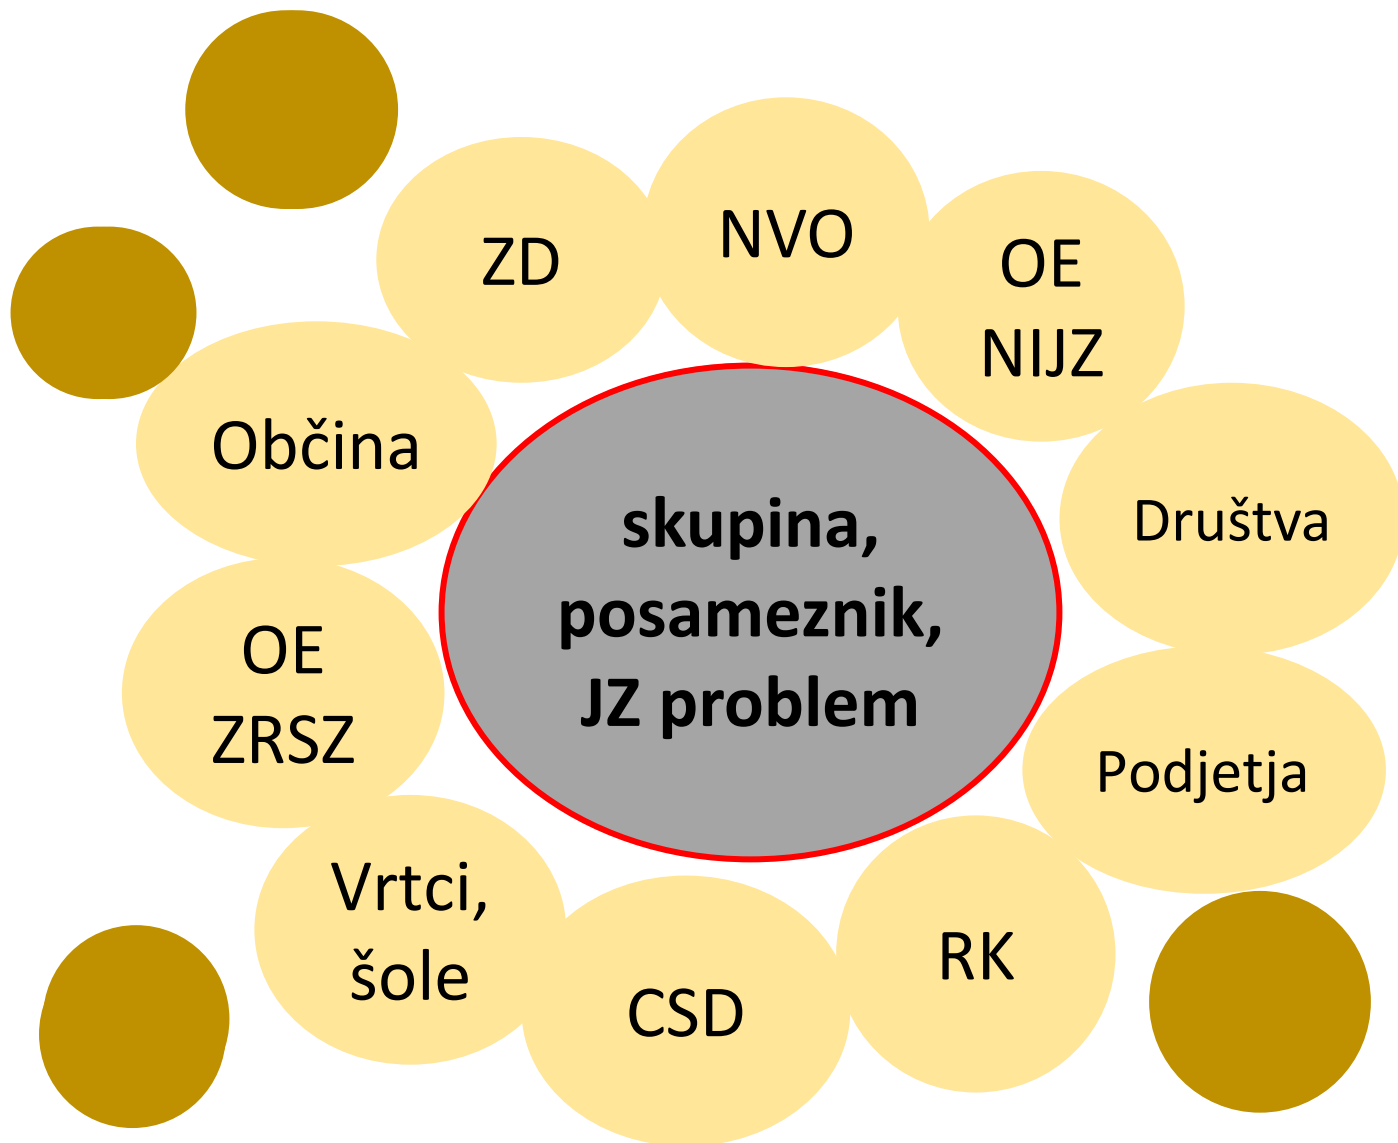 NVO
ZD
OE
NIJZ
Občina
Društva
skupina,
posameznik,
JZ problem
OE
ZRSZ
Podjetja
Vrtci,
šole
RK
CSD